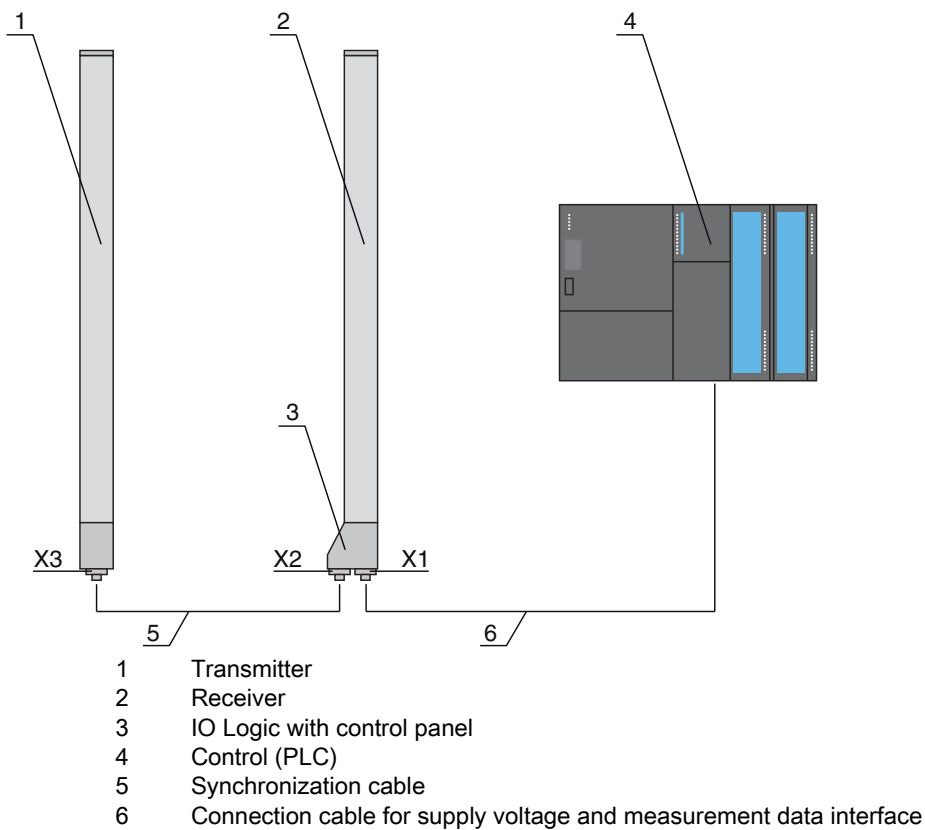 1 2 4
3
X3 X2 X1
5 6
1 Transmitter
2 Receiver
3 IO Logic with control panel
4 Control (PLC)
5 Synchronization cable
6 Connection cable for supply voltage and measurement data interface